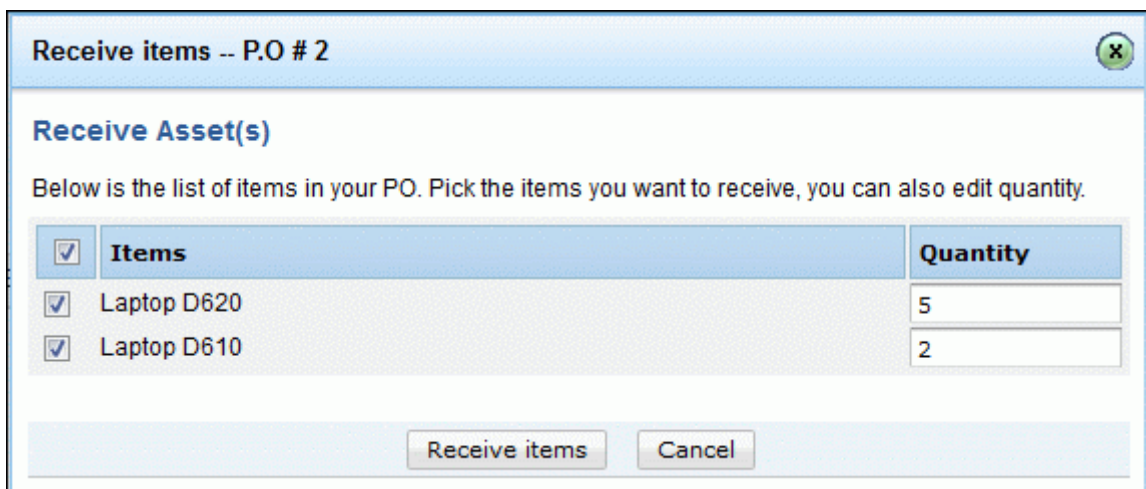 Receive items -- P.O # 2
Receive Asset(s)
Below is the list of items in your PO. Pick the items you want to receive, you can also edit quantity.
Items Quantity
Laptop D620 5
Laptop D610 2
Receive items Cancel